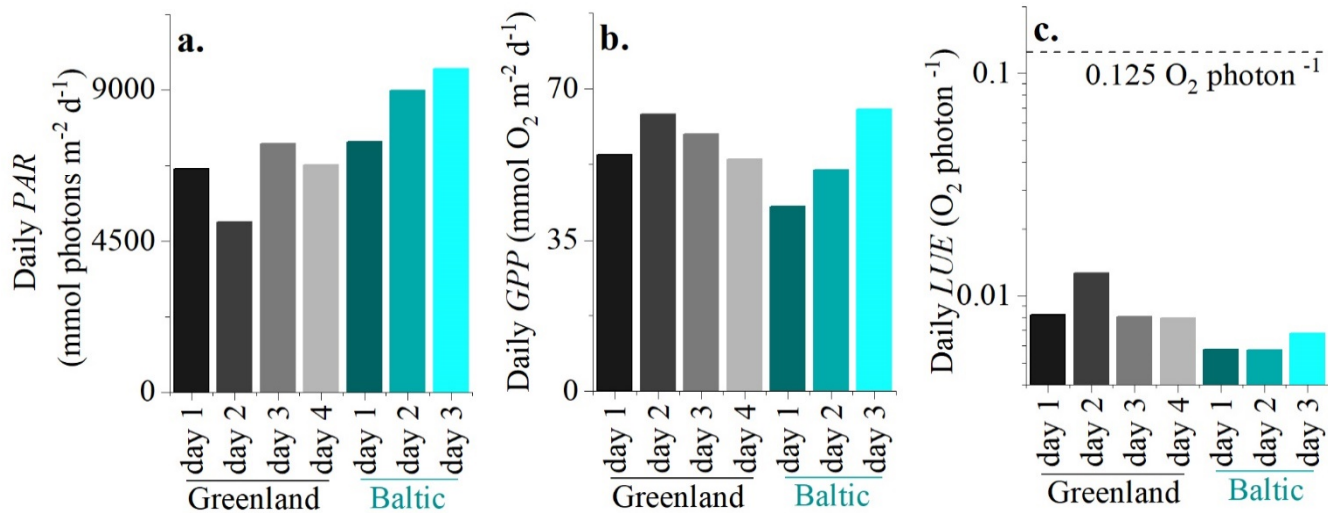 a.
Daily PAR
(mmol photons m⁻² d⁻¹)
9000
4500
0
day 1
day 2
day 3
day 4
day 1
day 2
day 3
Greenland
Baltic
b.
Daily GPP (mmol O₂ m⁻² d⁻¹)
70
35
0
day 1
day 2
day 3
day 4
day 1
day 2
day 3
Greenland
Baltic
c.
Daily LUE (O₂ photon ⁻¹)
0.1
0.01
0.125 O₂ photon ⁻¹
day 1
day 2
day 3
day 4
day 1
day 2
day 3
Greenland
Baltic